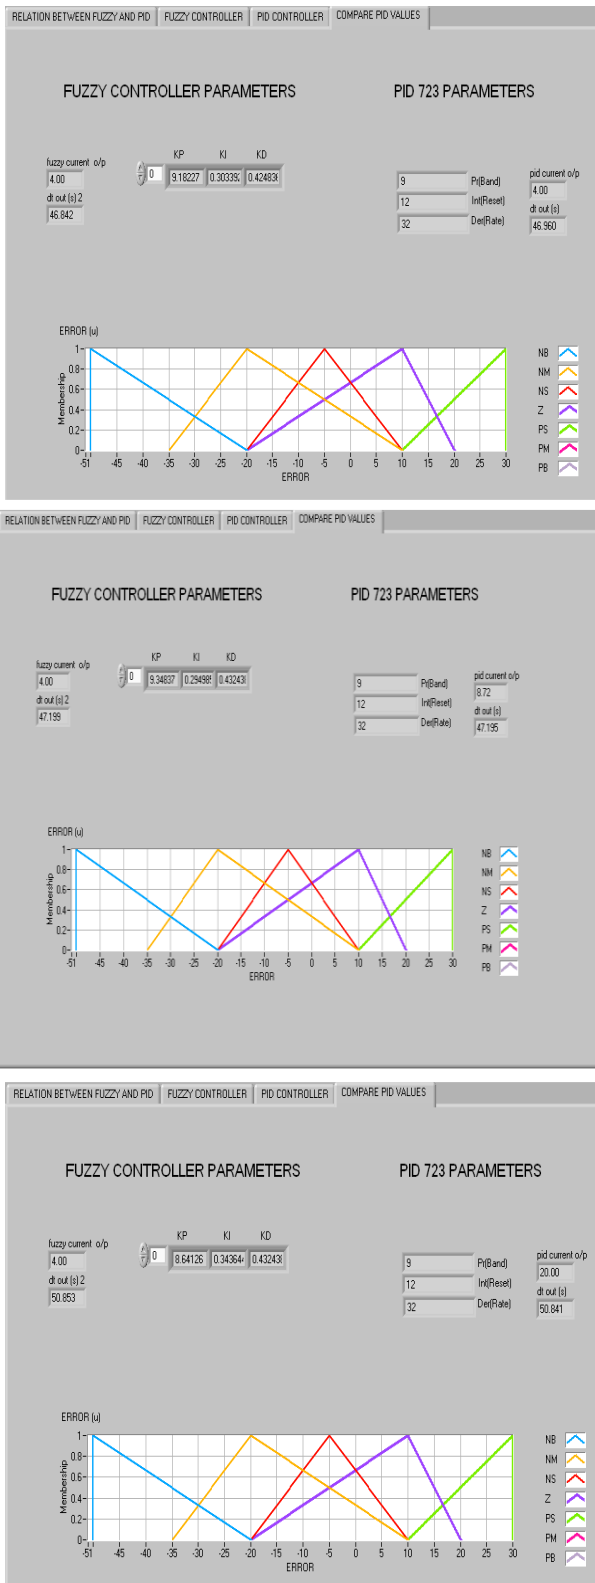 RELATION BETWEEN FUZZY AND PID FUZZY CONTROLLER PID CONTROLLER COMPARE PID VALUES
FUZZY CONTROLLER PARAMETERS PID 723 PARAMETERS
KP KI KD
fuzzy current o/p pid current o/p
4.00 0 9.18227 0.30339 0.42483 9 Pr(Band) 4.00
dt out (s) 2 12 Int(Reset) dt out (s)
46.842 32 Der(Rate) 46.960
ERROR (u)
Membership
1
0.8
0.6
0.4
0.2
0
-51 -45 -40 -35 -30 -25 -20 -15 -10 -5 0 5 10 15 20 25 30
ERROR
NB
NM
NS
Z
PS
PM
PB
RELATION BETWEEN FUZZY AND PID FUZZY CONTROLLER PID CONTROLLER COMPARE PID VALUES
FUZZY CONTROLLER PARAMETERS PID 723 PARAMETERS
KP KI KD
fuzzy current o/p pid current o/p
4.00 0 9.34837 0.29498 0.43243 9 Pr(Band) 8.72
dt out (s) 2 12 Int(Reset) dt out (s)
47.199 32 Der(Rate) 47.195
ERROR (u)
Membership
1
0.8
0.6
0.4
0.2
0
-51 -45 -40 -35 -30 -25 -20 -15 -10 -5 0 5 10 15 20 25 30
ERROR
NB
NM
NS
Z
PS
PM
PB
RELATION BETWEEN FUZZY AND PID FUZZY CONTROLLER PID CONTROLLER COMPARE PID VALUES
FUZZY CONTROLLER PARAMETERS PID 723 PARAMETERS
KP KI KD
fuzzy current o/p pid current o/p
4.00 0 8.64126 0.34364 0.43243 9 Pr(Band) 20.00
dt out (s) 2 12 Int(Reset) dt out (s)
50.853 32 Der(Rate) 50.841
ERROR (u)
Membership
1
0.8
0.6
0.4
0.2
0
-51 -45 -40 -35 -30 -25 -20 -15 -10 -5 0 5 10 15 20 25 30
ERROR
NB
NM
NS
Z
PS
PM
PB